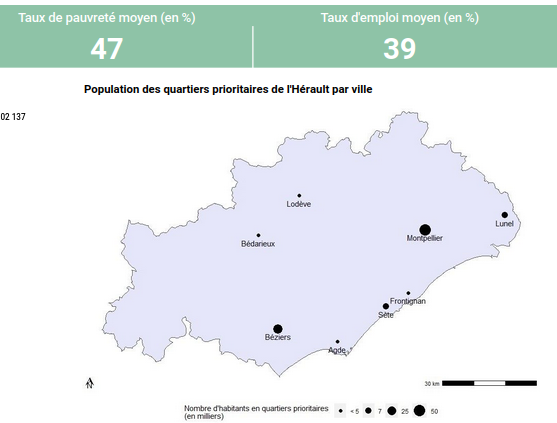 Taux de pauvreté moyen (en %)
Taux d'emploi moyen (en %)
47
39
Population des quartiers prioritaires de l'Hérault par ville
02 137
Lodève
Lunel
Bédarieux
Montpellier
Frontignan
Sète
Béziers
Agde
N
30 km
Nombre d'habitants en quartiers prioritaires
(en milliers)
< 5
7
25
50